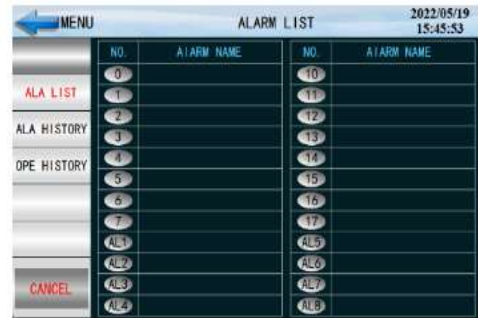 MENU
ALARM LIST
2022/05/19
15:45:53
NO. AIARM NAME NO. AIARM NAME
0 10
ALA LIST
1 11
2 12
ALA HISTORY
3 13
4 14
OPE HISTORY
5 15
6 16
7 17
AL1 AL5
AL2 AL6
CANCEL
AL3 AL7
AL4 AL8